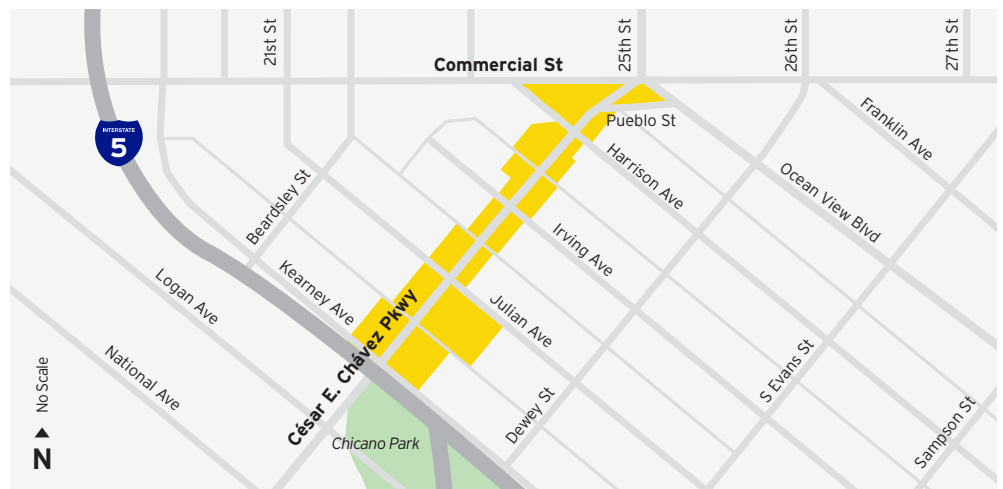 21st St
25th St
26th St
27th St
Commercial St
INTERSTATE
5
Pueblo St
Franklin Ave
Harrison Ave
Ocean View Blvd
Beardsley St
Irving Ave
Kearney Ave
Logan Ave
Julian Ave
César E. Chávez Pkwy
National Ave
S Evans St
Dewey St
Sampson St
Chicano Park
No Scale
N